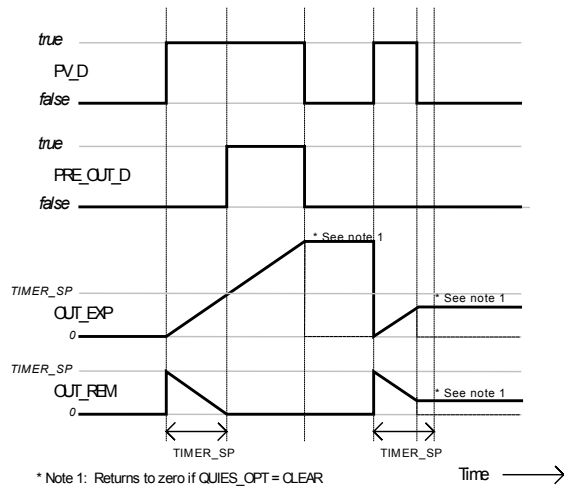 true
PV_D
false
true
PRE_OUT_D
false
* See note 1
TIMER_SP
* See note 1
OUT_EXP
0
TIMER_SP
OUT_REM
* See note 1
0
TIMER_SP
TIMER_SP
* Note 1: Returns to zero if QUIES_OPT = CLEAR
Time